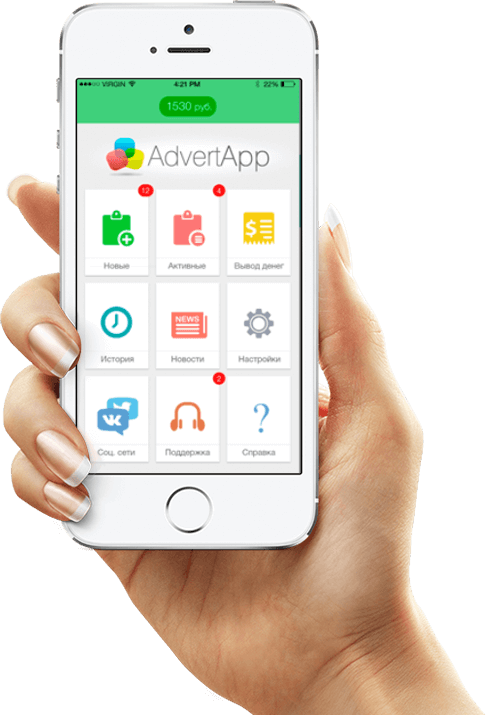 VIRGIN 4:21 PM 22%
1530 руб.
AdvertApp
12 4
Новые Активные Вывод денег
NEWS
История Новости Настройки
2
Соц. сети Поддержка Справка